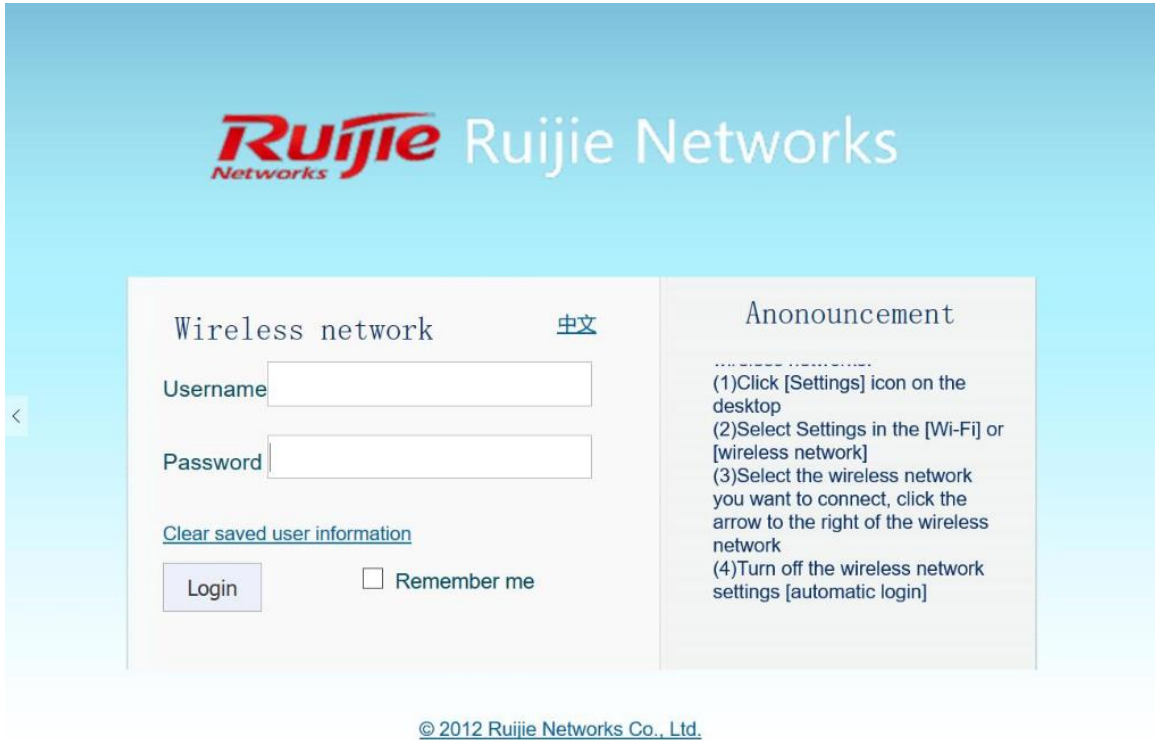 Ruijie Networks Ruijie Networks
Wireless network 中文
Username
Password
Clear saved user information
Login Remember me
Anonouncement
wireless networks.
(1)Click [Settings] icon on the
desktop
(2)Select Settings in the [Wi-Fi] or
[wireless network]
(3)Select the wireless network
you want to connect, click the
arrow to the right of the wireless
network
(4)Turn off the wireless network
settings [automatic login]
© 2012 Ruijie Networks Co., Ltd.